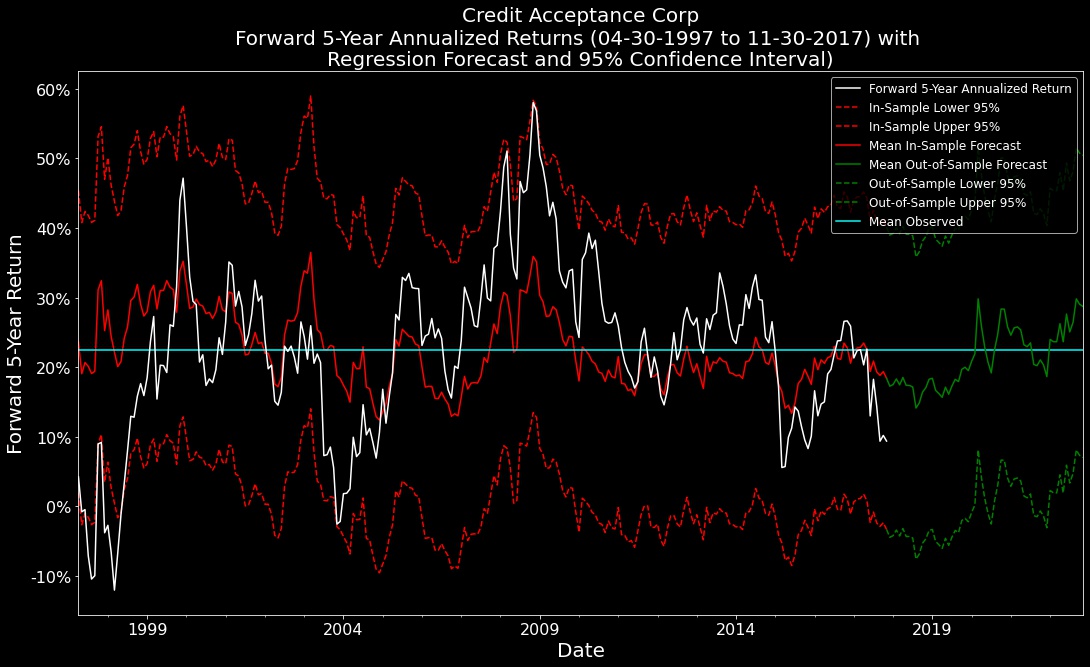 Credit Acceptance Corp
Forward 5-Year Annualized Returns (04-30-1997 to 11-30-2017) with
Regression Forecast and 95% Confidence Interval)
Forward 5-Year Return
60%
50%
40%
30%
20%
10%
0%
-10%
Forward 5-Year Annualized Return
In-Sample Lower 95%
In-Sample Upper 95%
Mean In-Sample Forecast
Mean Out-of-Sample Forecast
Out-of-Sample Lower 95%
Out-of-Sample Upper 95%
Mean Observed
1999
2004
2009
2014
2019
Date